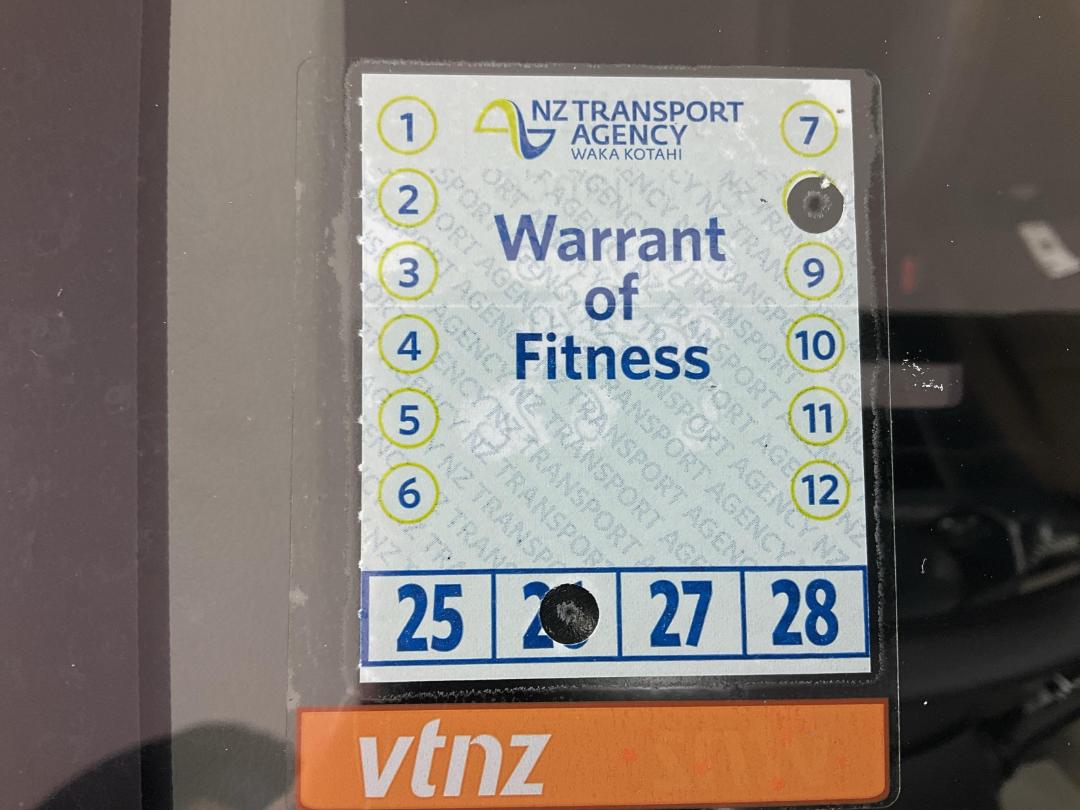 NZ TRANSPORT
AGENCY
WAKA KOTAHI
Warrant
of
Fitness
1
2
3
4
5
6
7
9
10
11
12
25
27
28
vtnz